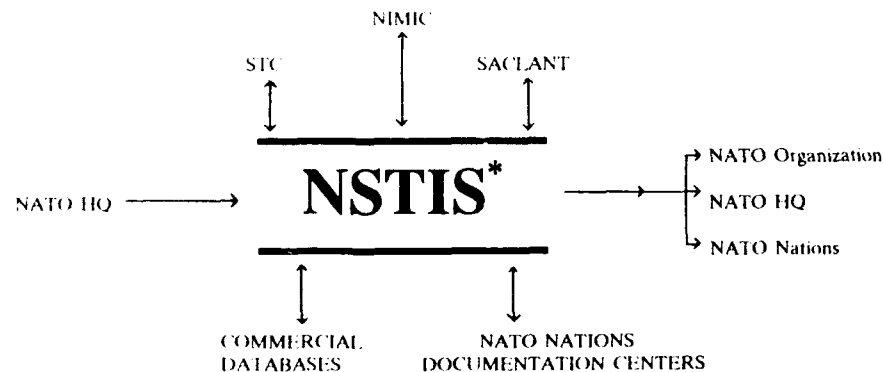 NIMIC
STC
SACLANT
NSTIS*
NATO HQ
NATO Organization
NATO HQ
NATO Nations
COMMERCIAL
DATABASES
NATO NATIONS
DOCUMENTATION CENTERS